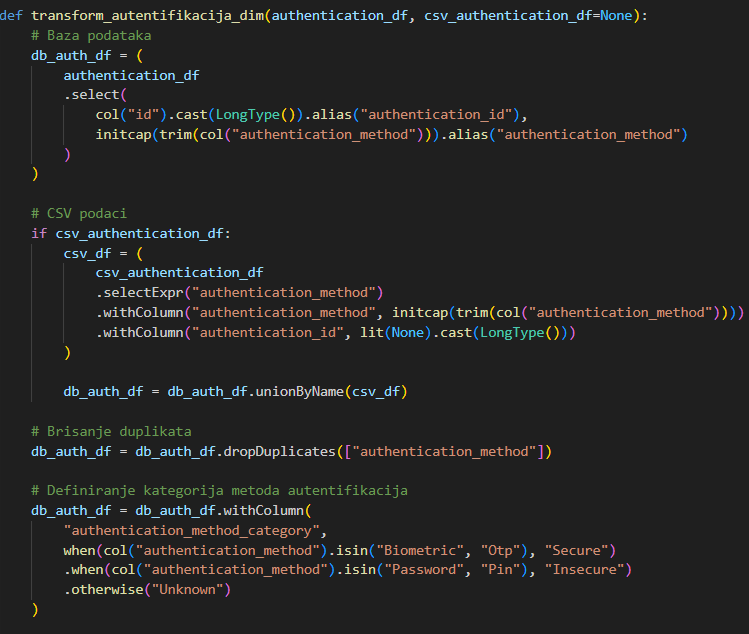 def transform_autentifikacija_dim(authentication_df, csv_authentication_df=None):
    # Baza podataka
    db_auth_df = (
        authentication_df
        .select(
            col("id").cast(LongType()).alias("authentication_id"),
            initcap(trim(col("authentication_method"))).alias("authentication_method")
        )
    )

    # CSV podaci
    if csv_authentication_df:
        csv_df = (
            csv_authentication_df
            .selectExpr("authentication_method")
            .withColumn("authentication_method", initcap(trim(col("authentication_method"))))
            .withColumn("authentication_id", lit(None).cast(LongType()))
        )

        db_auth_df = db_auth_df.unionByName(csv_df)

    # Brisanje duplikata
    db_auth_df = db_auth_df.dropDuplicates(["authentication_method"])

    # Definiranje kategorija metoda autentifikacija
    db_auth_df = db_auth_df.withColumn(
        "authentication_method_category",
        when(col("authentication_method").isin("Biometric", "Otp"), "Secure")
        .when(col("authentication_method").isin("Password", "Pin"), "Insecure")
        .otherwise("Unknown")
    )